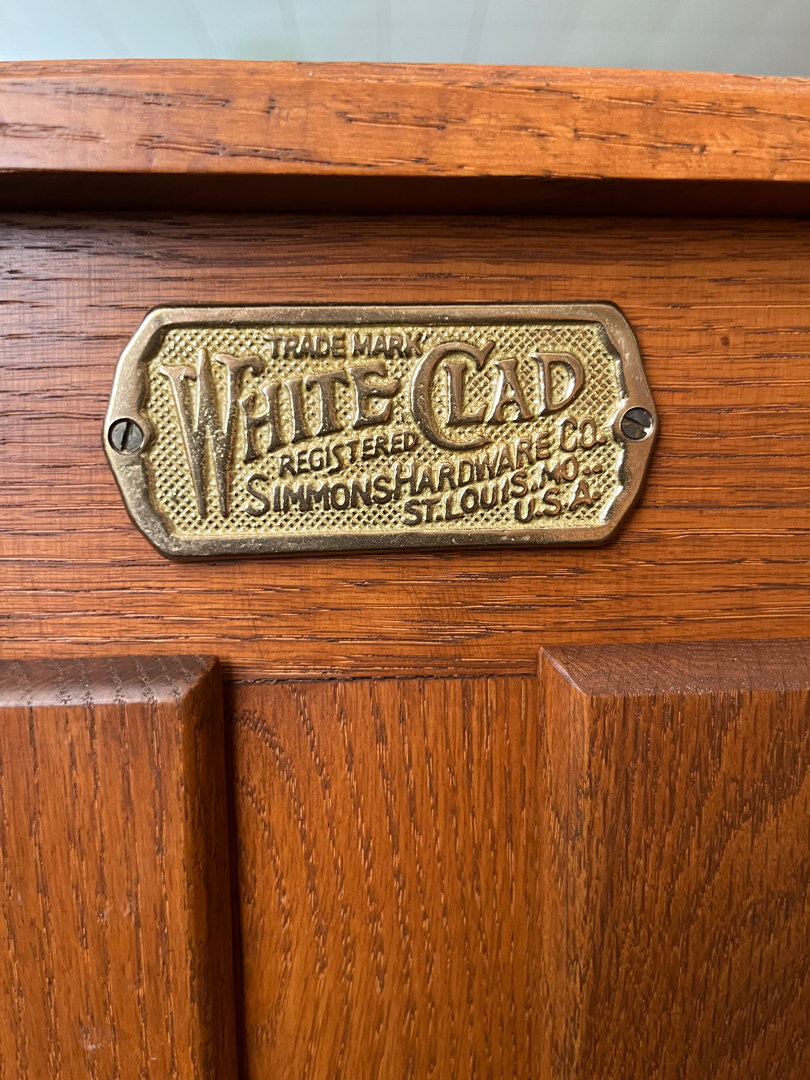 TRADE MARK
WHITE CLAD
REGISTERED
SIMMONS HARDWARE CO.
ST. LOUIS, MO..
U.S.A.